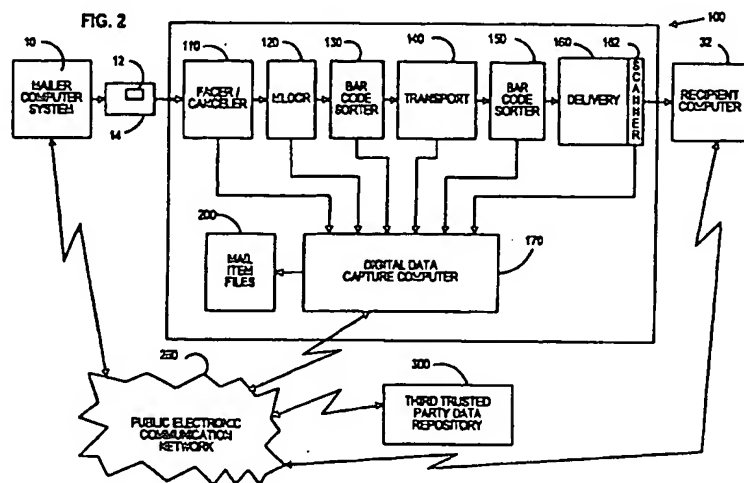 FIG. 2
100
10
12
110
120
130
140
150
160
32
MAILER
COMPUTER
SYSTEM
14
FACER /
CANCELER
MLOCR
BAR
CODE
SORTER
TRANSPORT
BAR
CODE
SORTER
DELIVERY
SCANNER
RECIPIENT
COMPUTER
200
MAIL
ITEM
FILES
DIGITAL DATA
CAPTURE COMPUTER
170
300
PUBLIC ELECTRONIC
COMMUNICATION
NETWORK
THIRD TRUSTED
PARTY DATA
REPOSITORY